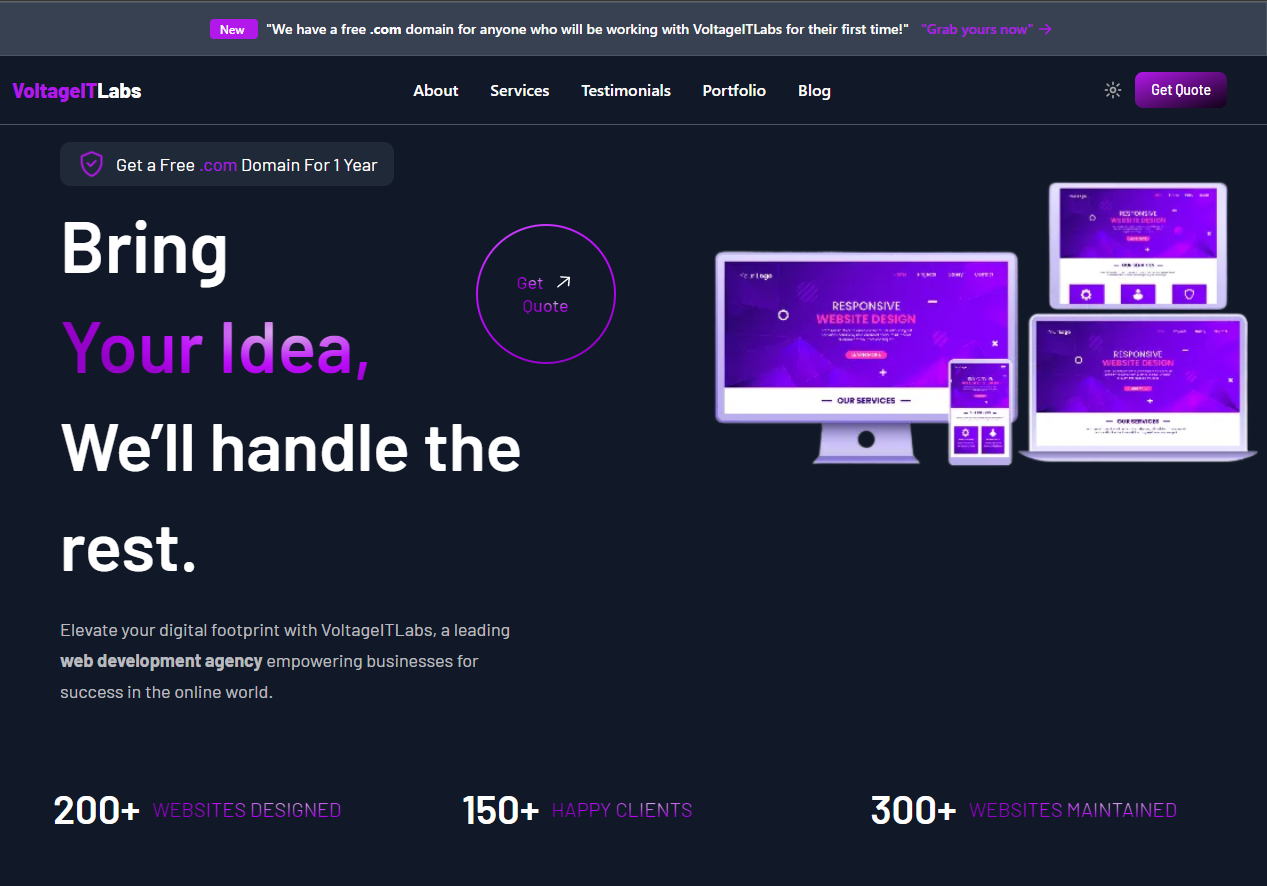 New "We have a free .com domain for anyone who will be working with VoltageITLabs for their first time!" "Grab yours now" →
VoltageITLabs
About Services Testimonials Portfolio Blog
Get Quote
Get a Free .com Domain For 1 Year
Bring
Your Idea,
We’ll handle the
rest.
Get
Quote
Elevate your digital footprint with VoltageITLabs, a leading
web development agency empowering businesses for
success in the online world.
RESPONSIVE
WEBSITE DESIGN
OUR SERVICES
RESPONSIVE
WEBSITE DESIGN
OUR SERVICES
RESPONSIVE
WEBSITE DESIGN
OUR SERVICES
200+ WEBSITES DESIGNED
150+ HAPPY CLIENTS
300+ WEBSITES MAINTAINED